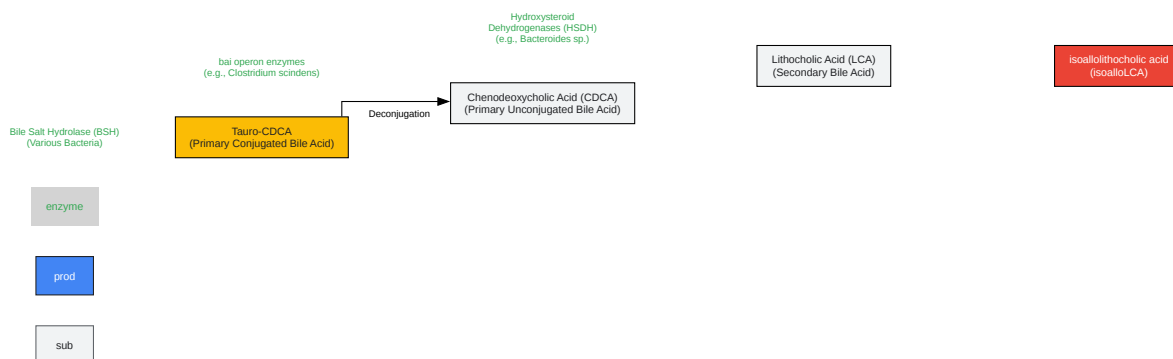 Hydroxysteroid
Dehydrogenases (HSDH)
(e.g., Bacteroides sp.)
bai operon enzymes
(e.g., Clostridium scindens)
Lithocholic Acid (LCA)
(Secondary Bile Acid)
isoallolithocholic acid
(isoalloLCA)
Chenodeoxycholic Acid (CDCA)
(Primary Unconjugated Bile Acid)
Deconjugation
Bile Salt Hydrolase (BSH)
(Various Bacteria)
Tauro-CDCA
(Primary Conjugated Bile Acid)
enzyme
prod
sub